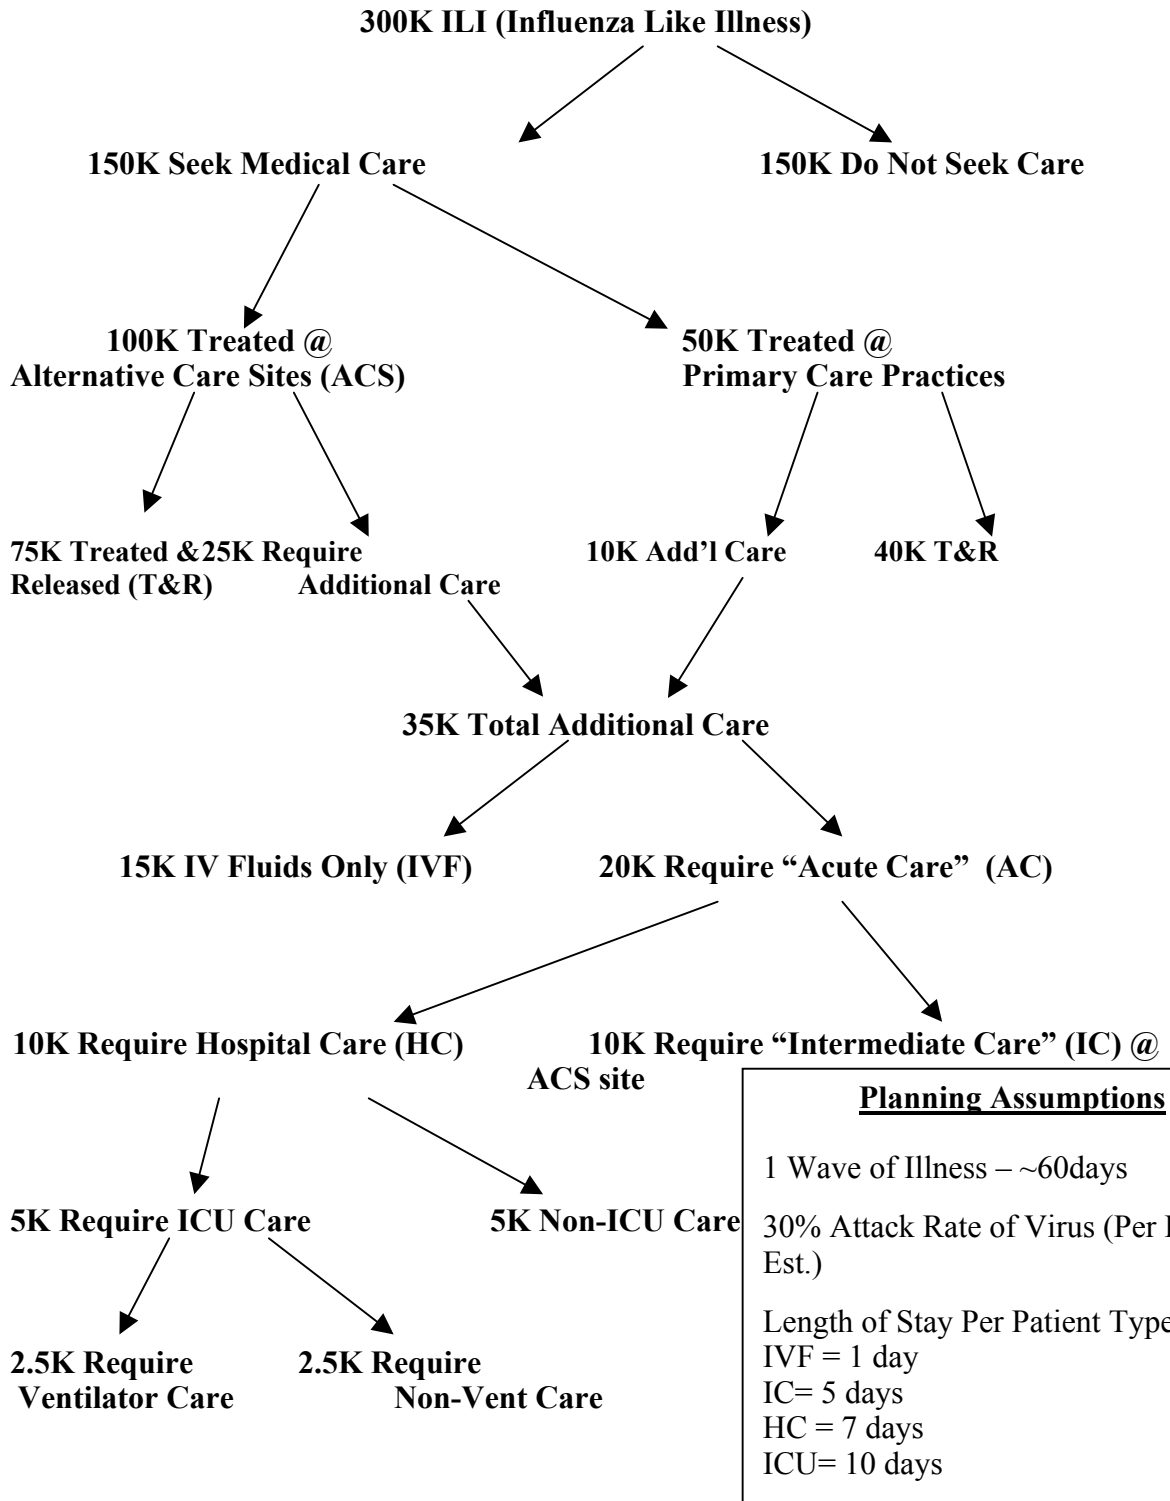 300K ILI (Influenza Like Illness)
150K Seek Medical Care
150K Do Not Seek Care
100K Treated @
Alternative Care Sites (ACS)
50K Treated @
Primary Care Practices
75K Treated &25K Require
Released (T&R) Additional Care
10K Add’l Care
40K T&R
35K Total Additional Care
15K IV Fluids Only (IVF)
20K Require “Acute Care” (AC)
10K Require Hospital Care (HC)
10K Require “Intermediate Care” (IC) @
ACS site
5K Require ICU Care
5K Non-ICU Care
2.5K Require
Ventilator Care
2.5K Require
Non-Vent Care
Planning Assumptions
1 Wave of Illness – ~60days
30% Attack Rate of Virus (Per
Est.)
Length of Stay Per Patient Type
IVF = 1 day
IC= 5 days
HC = 7 days
ICU= 10 days